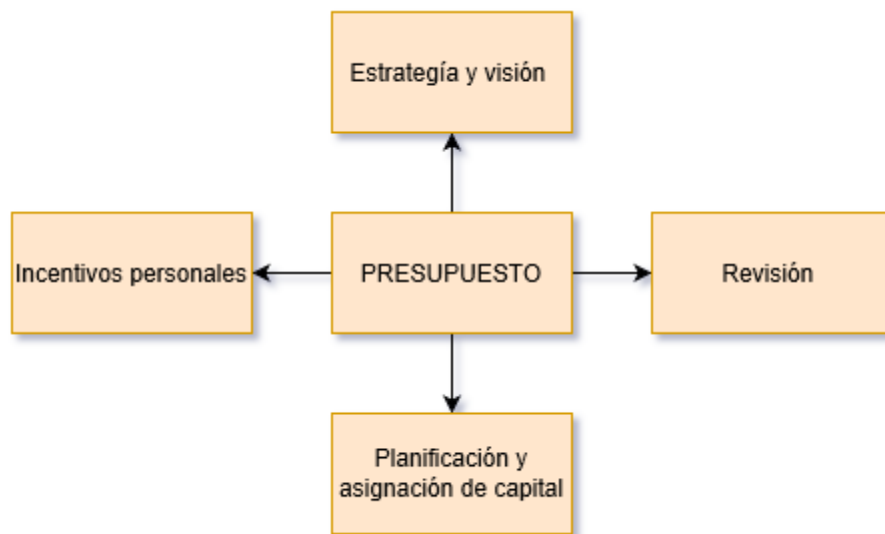 Estrategía y visión
Incentivos personales
PRESUPUESTO
Revisión
Planificación y
asignación de capital